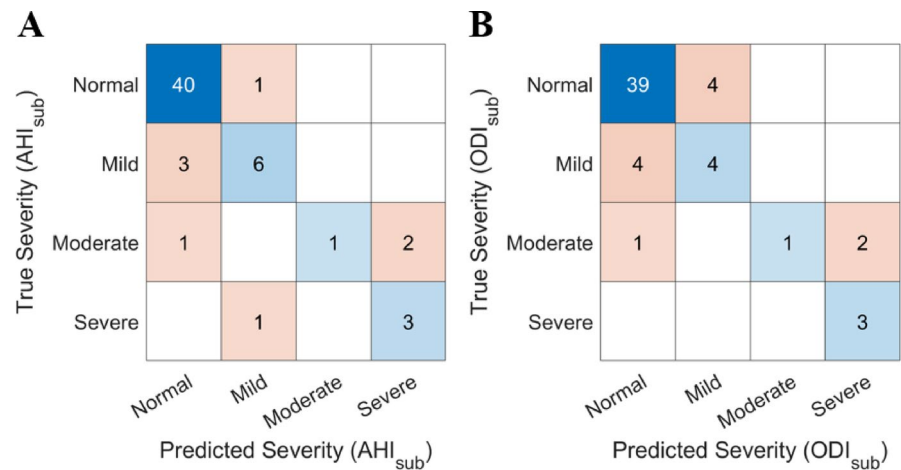 A
True Severity (AHIsub)
Normal 40 1
Mild 3 6
Moderate 1 1 2
Severe 1 3
Normal Mild Moderate Severe
Predicted Severity (AHIsub)
B
True Severity (ODIsub)
Normal 39 4
Mild 4 4
Moderate 1 1 2
Severe 3
Normal Mild Moderate Severe
Predicted Severity (ODIsub)